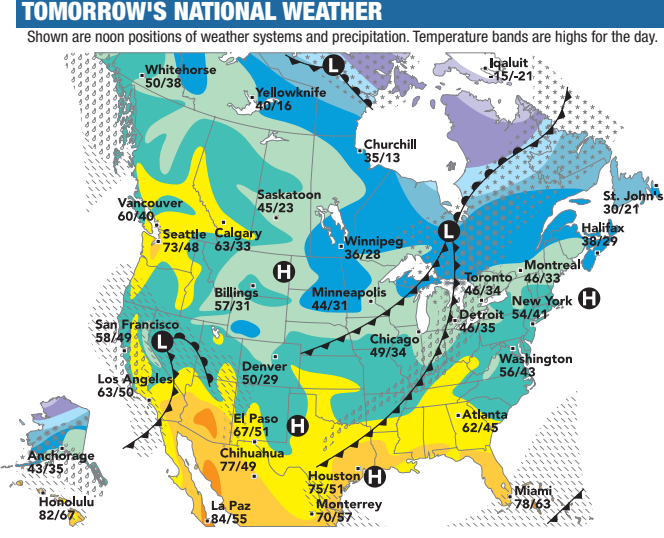 TOMORROW'S NATIONAL WEATHER
Shown are noon positions of weather systems and precipitation. Temperature bands are highs for the day.
L
Iqaluit
-15/-21
Whitehorse
50/38
Yellowknife
40/16
Churchill
35/13
Saskatoon
45/23
Vancouver
60/40
St. John's
30/21
Seattle
73/48
Calgary
63/33
L
Halifax
38/29
Winnipeg
36/28
H
Toronto
46/34
Montreal
46/33
Billings
57/31
Minneapolis
44/31
New York
54/41
H
Detroit
46/35
San Francisco
58/49
L
Chicago
49/34
Washington
56/43
Denver
50/29
Los Angeles
63/50
El Paso
67/51
H
Atlanta
62/45
Chihuahua
77/49
Anchorage
43/35
Houston
75/51
H
Miami
78/63
Honolulu
82/67
La Paz
84/55
Monterrey
70/57